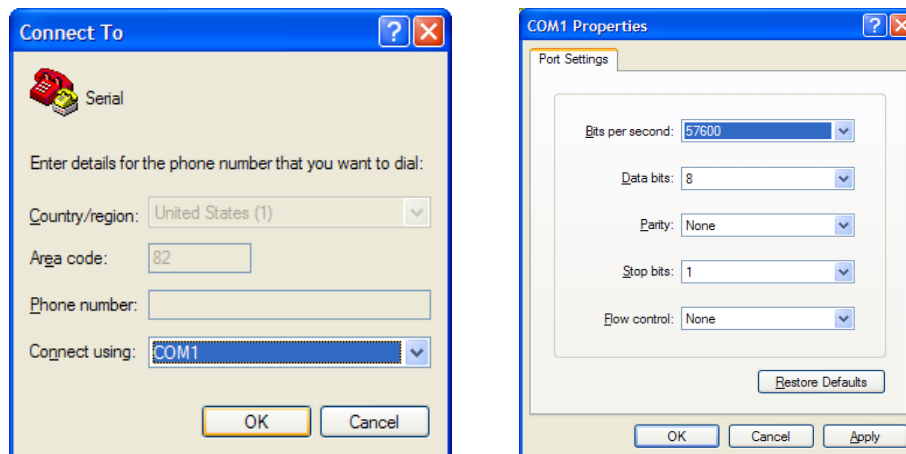 Connect To
Serial
Enter details for the phone number that you want to dial:
Country/region: United States (1)
Area code: 82
Phone number:
Connect using: COM1
OK Cancel
COM1 Properties
Port Settings
Bits per second: 57600
Data bits: 8
Parity: None
Stop bits: 1
Flow control: None
Restore Defaults
OK Cancel Apply